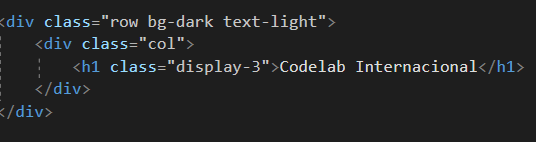 <div class="row bg-dark text-light">
<div class="col">
<h1 class="display-3">Codelab Internacional</h1>
</div>
</div>